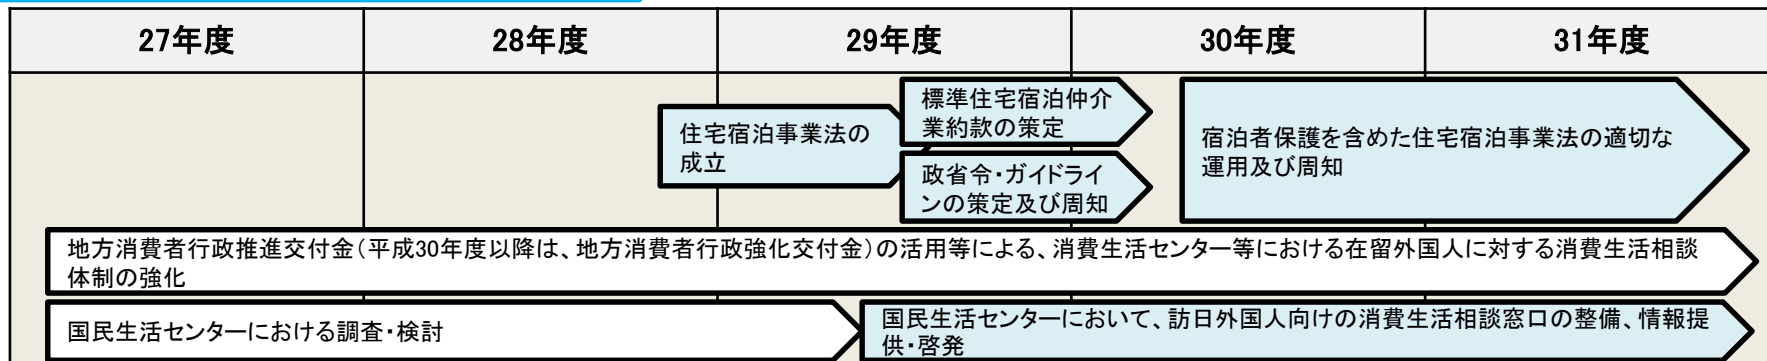 27年度
28年度
29年度
30年度
31年度
住宅宿泊事業法の
成立
標準住宅宿泊仲介
業約款の策定
政省令・ガイドライ
ンの策定及び周知
宿泊者保護を含めた住宅宿泊事業法の適切な
運用及び周知
地方消費者行政推進交付金(平成30年度以降は、地方消費者行政強化交付金)の活用等による、消費生活センター等における在留外国人に対する消費生活相談
体制の強化
国民生活センターにおける調査・検討
国民生活センターにおいて、訪日外国人向けの消費生活相談窓口の整備、情報提
供・啓発